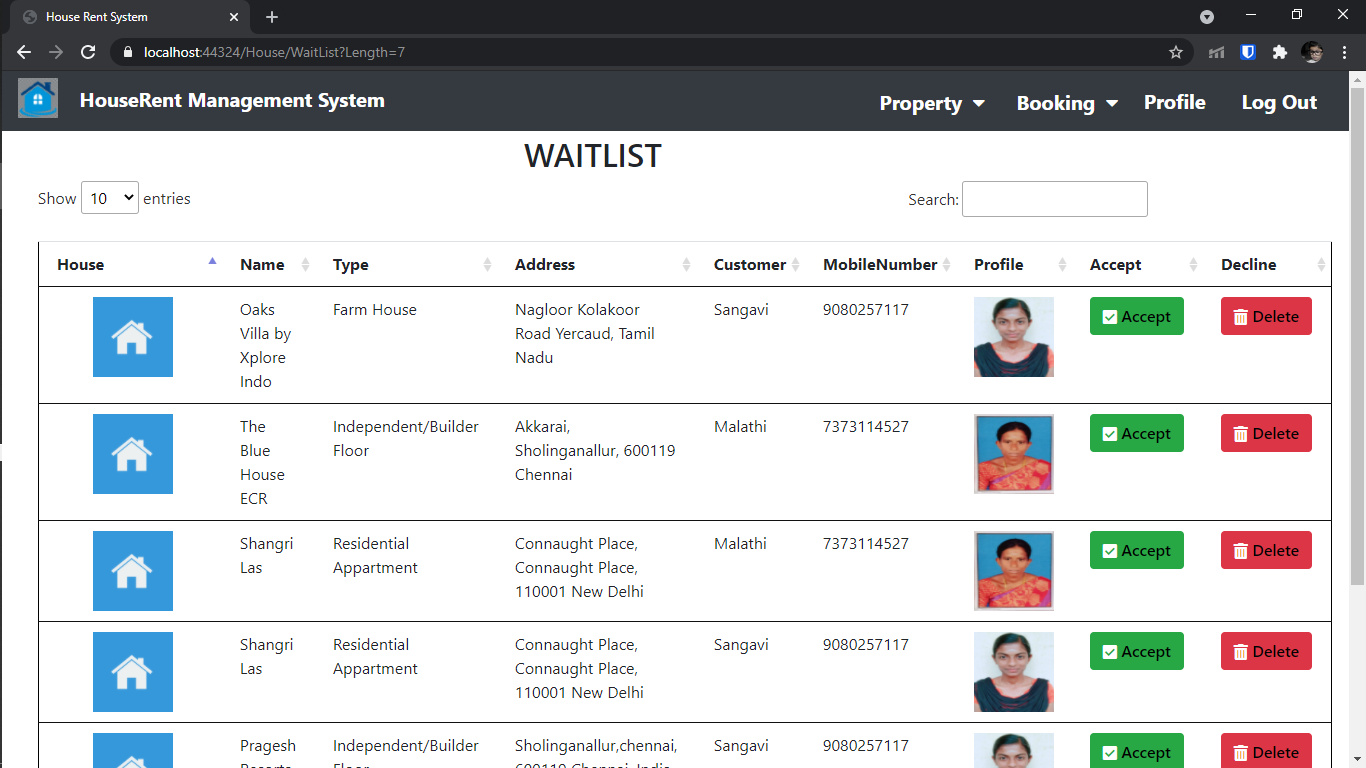 House Rent System
localhost:44324/House/WaitList?Length=7
HouseRent Management System
Property
Booking
Profile
Log Out
WAITLIST
Show 10 entries
Search:
House Name Type Address Customer MobileNumber Profile Accept Decline
Oaks Farm House Nagloor Kolakoor Sangavi 9080257117 Accept Delete
Villa by Road Yercaud, Tamil
Xplore Nadu
Indo
The Independent/Builder Akkarai, Malathi 7373114527 Accept Delete
Blue Floor Sholinganallur, 600119
House Chennai
ECR
Shangri Residential Connaught Place, Malathi 7373114527 Accept Delete
Las Appartment Connaught Place,
110001 New Delhi
Shangri Residential Connaught Place, Sangavi 9080257117 Accept Delete
Las Appartment Connaught Place,
110001 New Delhi
Pragesh Independent/Builder Sholinganallur,chennai, Sangavi 9080257117 Accept Delete